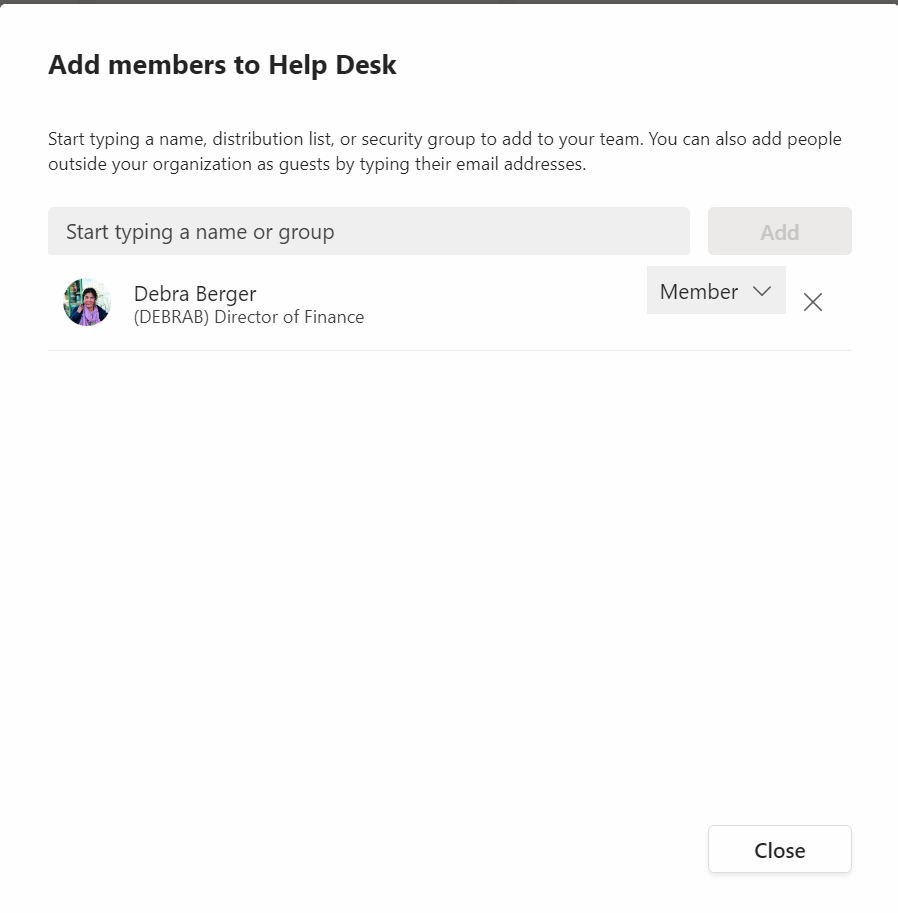 Add members to Help Desk
Start typing a name, distribution list, or security group to add to your team. You can also add people
outside your organization as guests by typing their email addresses.
Start typing a name or group
Add
Debra Berger
(DEBRAB) Director of Finance
Member
Close